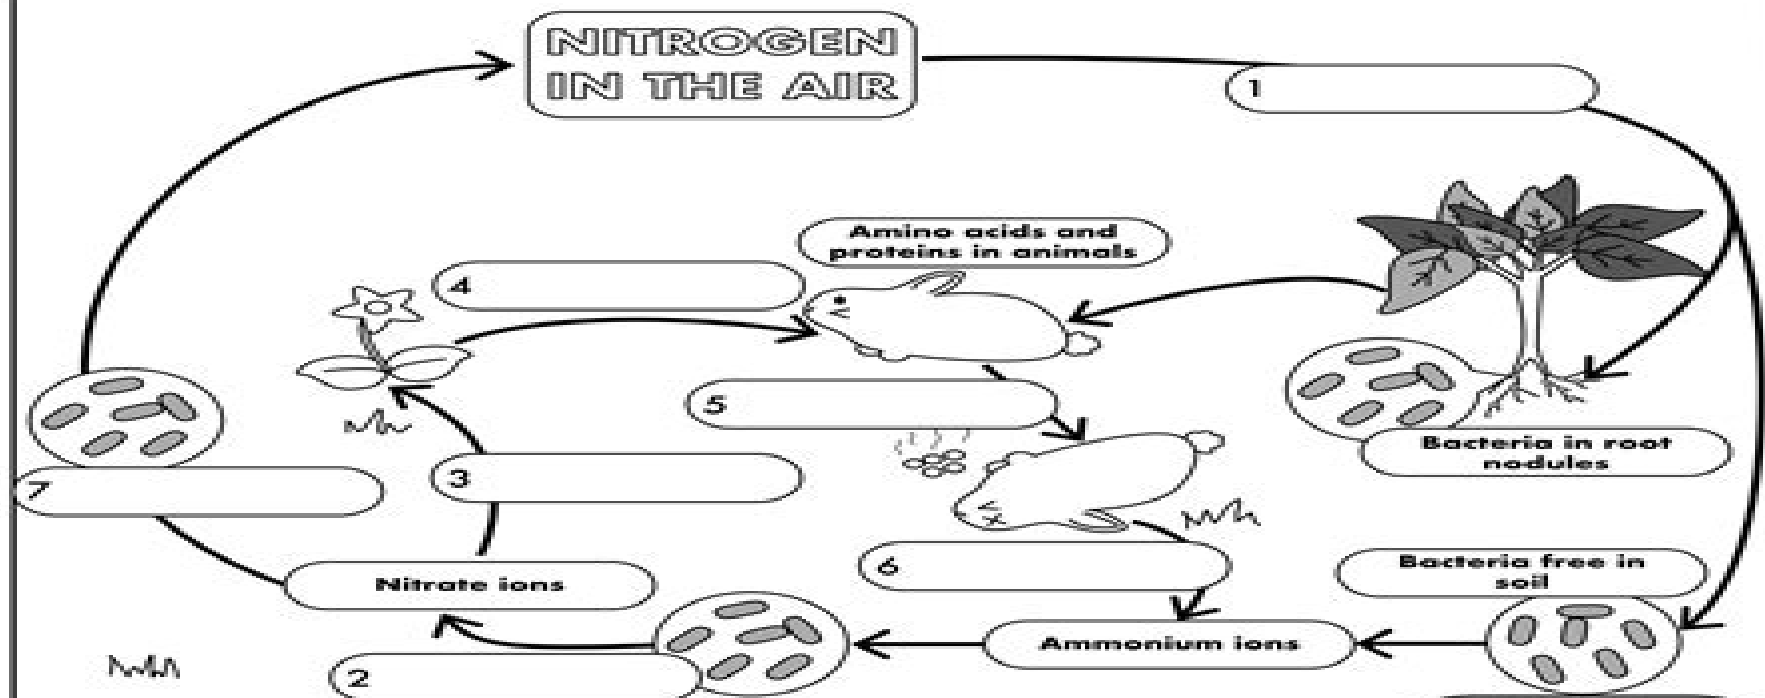 NITROGEN
IN THE AIR
1
Amino acids and
proteins in animals
4
5
Bacteria in root
nodules
3
7
Nitrate ions
6
Bacteria free in
soil
Ammonium ions
2